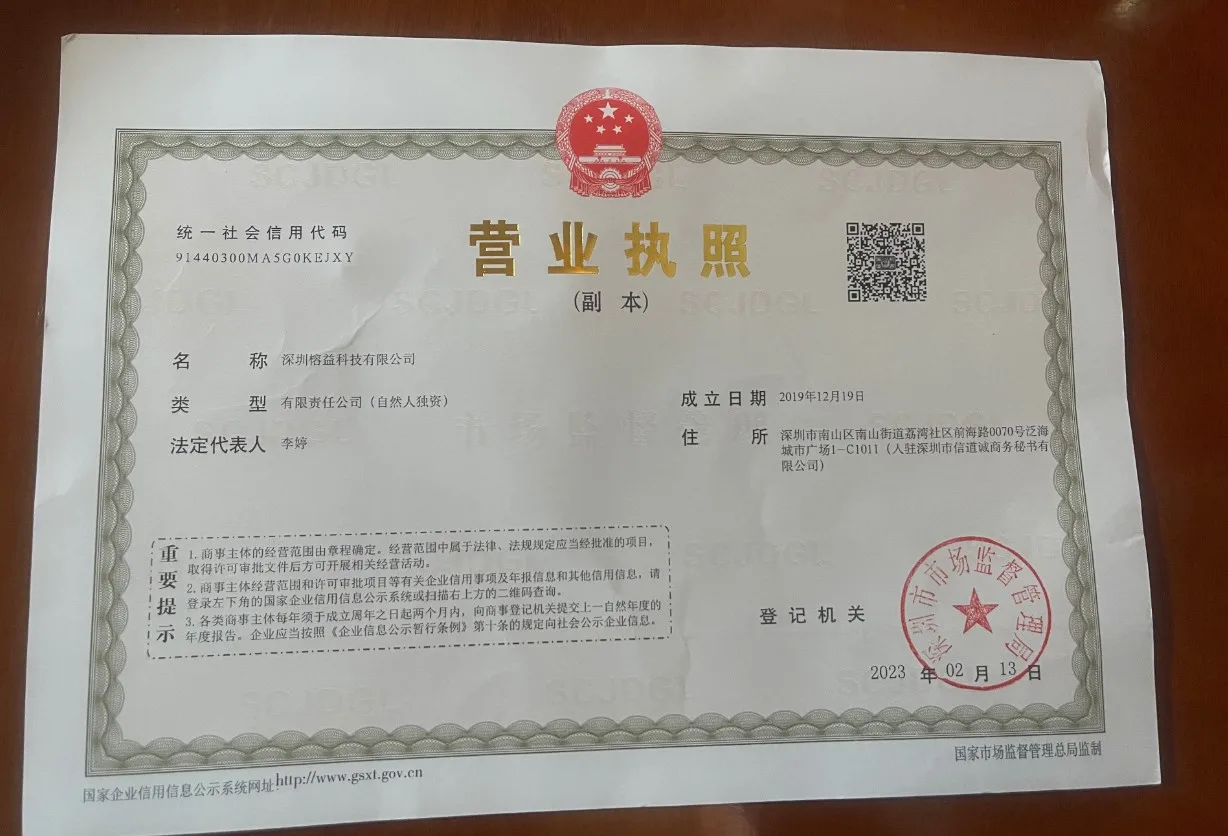 统一社会信用代码
91440300MA5G0KEJXY
营业执照
(副 本)
名 称 深圳榕益科技有限公司
类 型 有限责任公司（自然人独资）
法定代表人 李婷
成立日期 2019年12月19日
住 所 深圳市南山区南山街道荔湾社区前海路0070号泛海
城市广场1-C1011（入驻深圳市信道诚商务秘书有
限公司）
重要提示
1. 商事主体的经营范围由章程确定。经营范围中属于法律、法规规定应当经批准的项目，
取得许可审批文件后方可开展相关经营活动。
2. 商事主体经营范围和许可审批项目等有关企业信用事项及年报信息和其他信用信息，请
登录左下角的国家企业信用信息公示系统或扫描右上方的二维码查询。
3. 各类商事主体每年须于成立周年之日起两个月内，向商事登记机关提交上一自然年度的
年度报告。企业应当按照《企业信息公示暂行条例》第十条的规定向社会公示企业信息。
登记机关
深圳市市场监督管理局
2023 年 02 月 13 日
国家企业信用信息公示系统网址:http://www.gsxt.gov.cn
国家市场监督管理总局监制
SCJDGL
市场监督管理